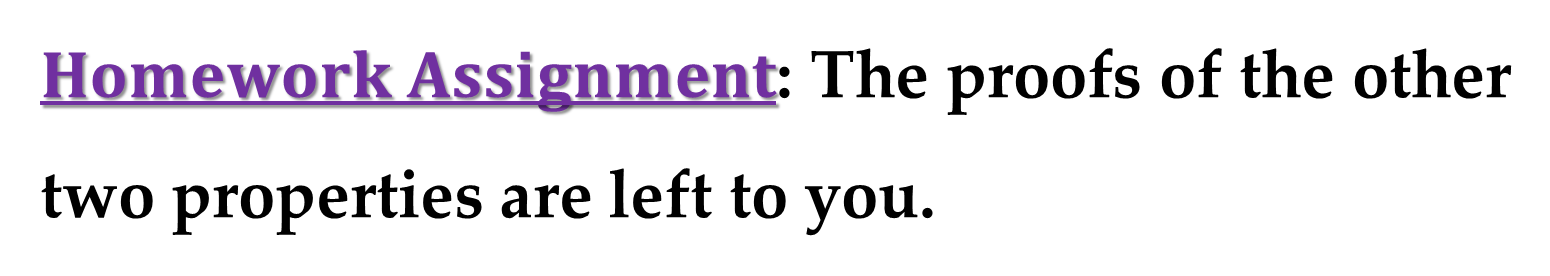 Homework Assignment: The proofs of the other
two properties are left to you.